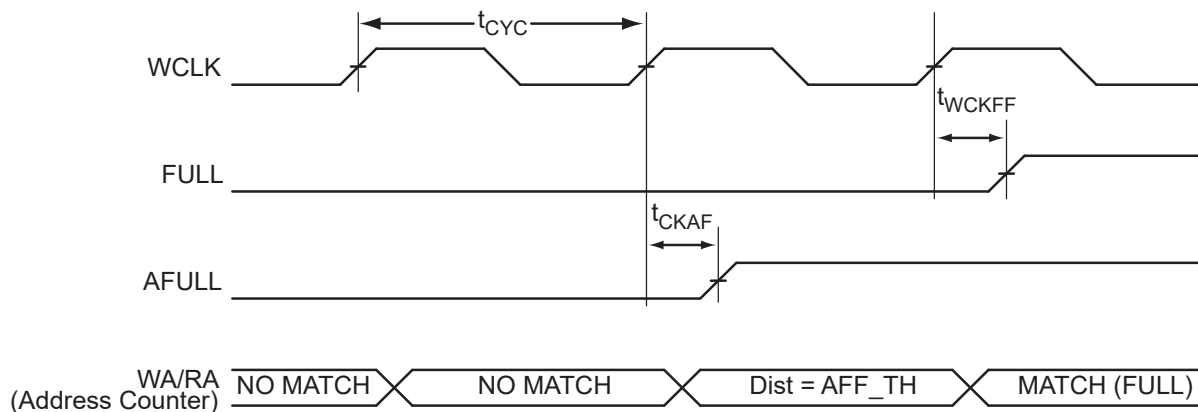 tCYC
WCLK
tWCKFF
FULL
tCKAF
AFULL
WA/RA
(Address Counter)
NO MATCH
NO MATCH
Dist = AFF_TH
MATCH (FULL)